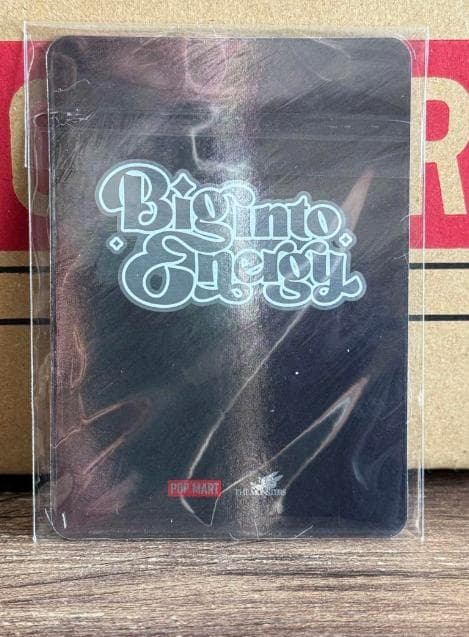 Big into
Energy
POP MART
THE MONSTERS
R